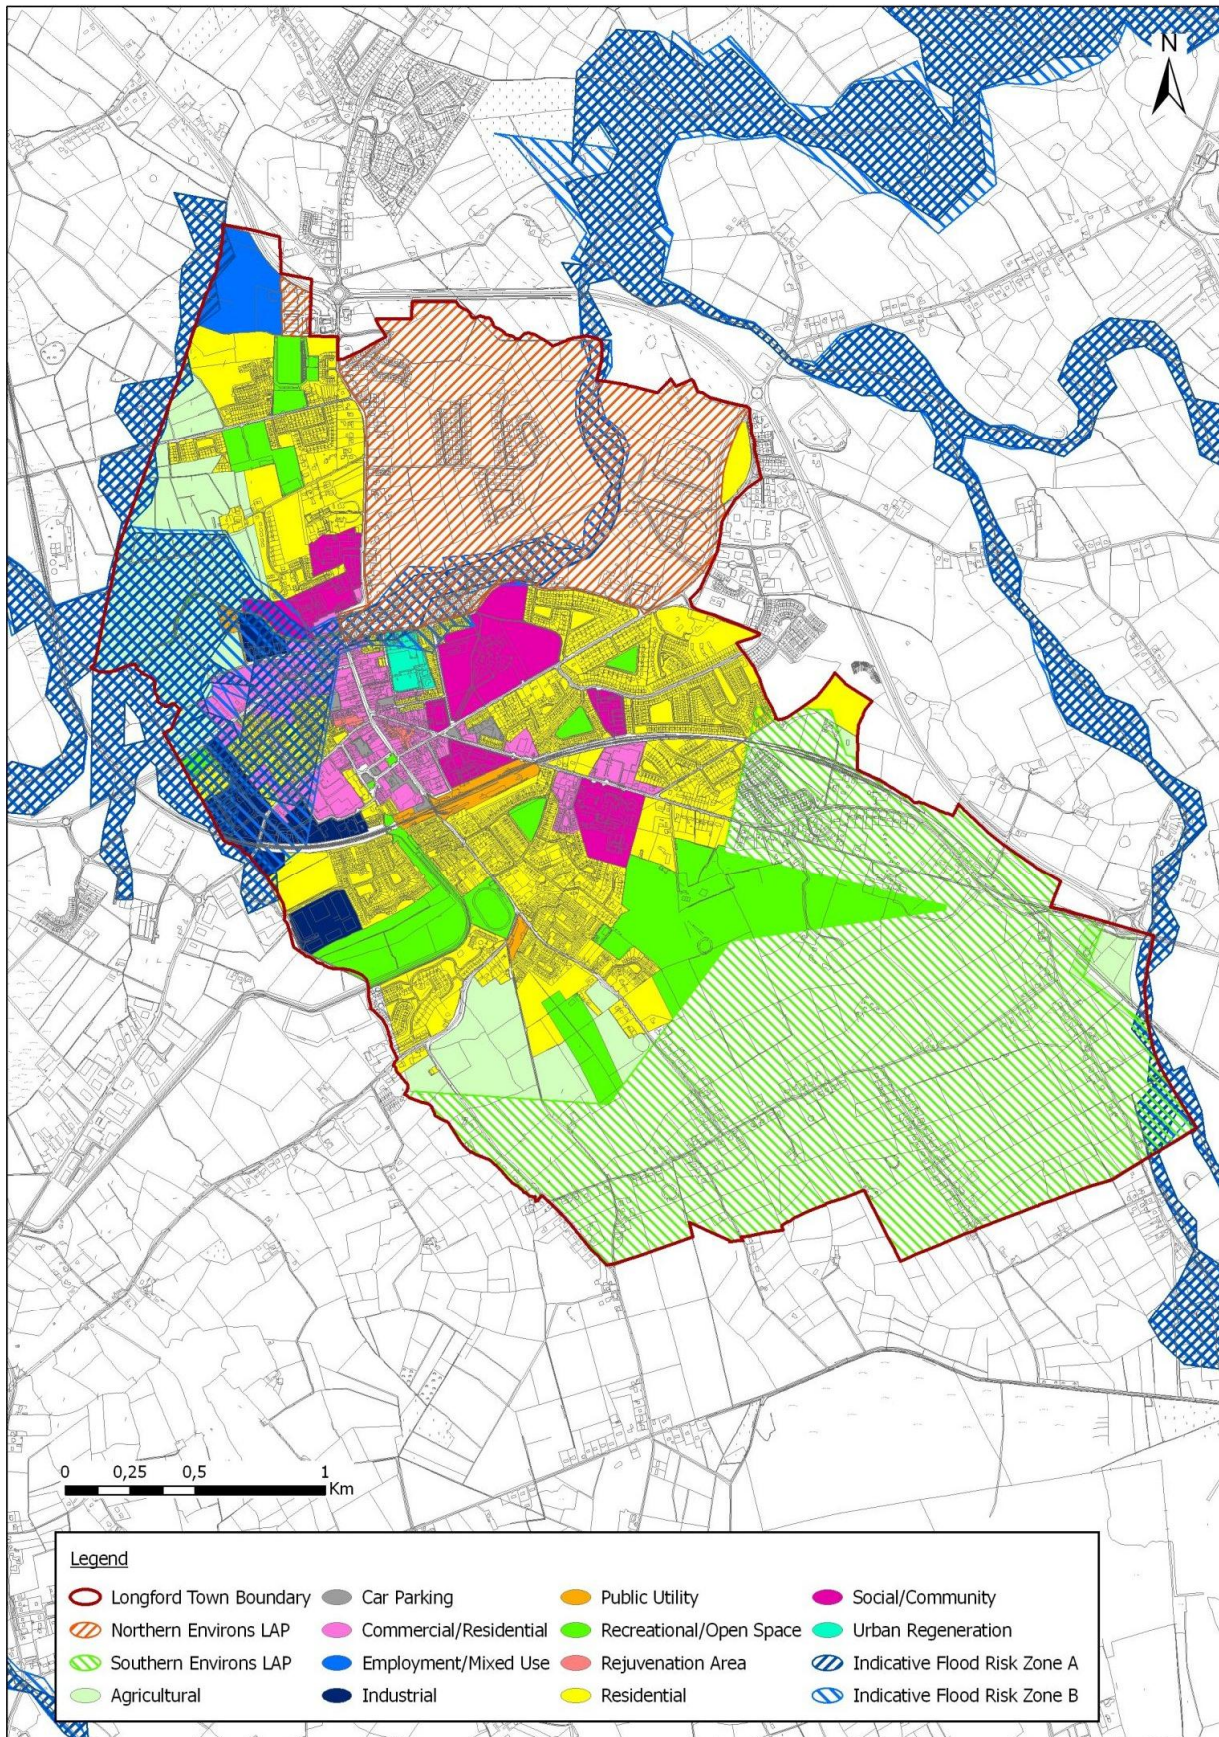 N
0 0,25 0,5 1
Km
Legend
Longford Town Boundary Car Parking Public Utility Social/Community
Northern Environs LAP Commercial/Residential Recreational/Open Space Urban Regeneration
Southern Environs LAP Employment/Mixed Use Rejuvenation Area Indicative Flood Risk Zone A
Agricultural Industrial Residential Indicative Flood Risk Zone B